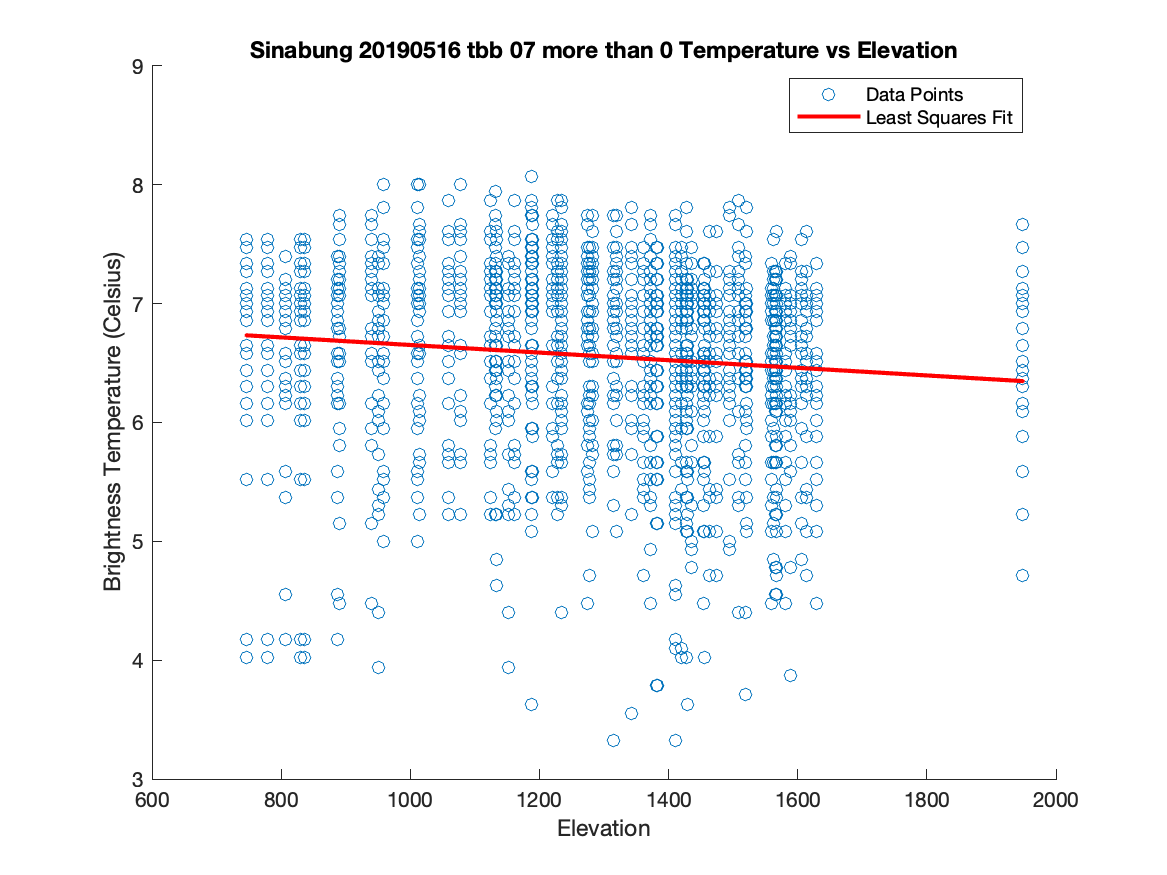 Sinabung 20190516 tbb 07 more than 0 Temperature vs Elevation
Data Points
Least Squares Fit
9
8
7
6
5
4
3
Brightness Temperature (Celsius)
600 800 1000 1200 1400 1600 1800 2000
Elevation